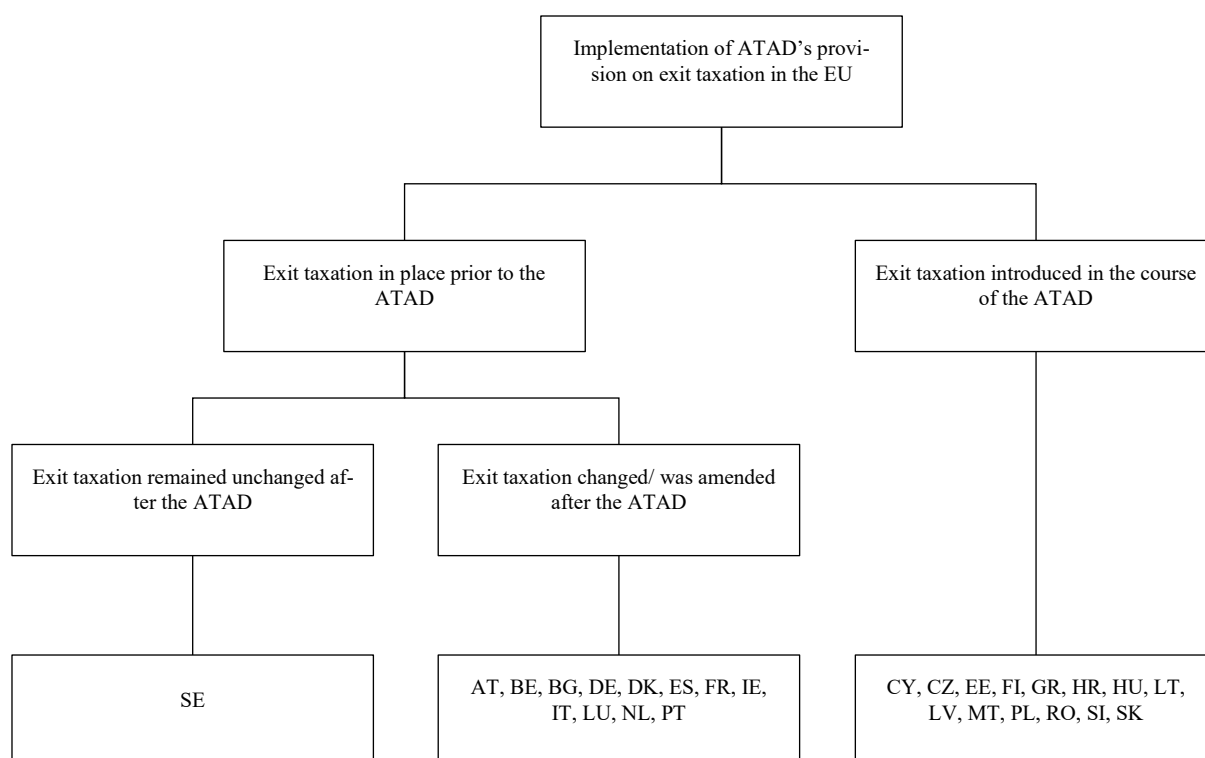 Implementation of ATAD’s provi-
sion on exit taxation in the EU
Exit taxation in place prior to the
ATAD
Exit taxation introduced in the course
of the ATAD
Exit taxation remained unchanged af-
ter the ATAD
Exit taxation changed/ was amended
after the ATAD
SE
AT, BE, BG, DE, DK, ES, FR, IE,
IT, LU, NL, PT
CY, CZ, EE, FI, GR, HR, HU, LT,
LV, MT, PL, RO, SI, SK